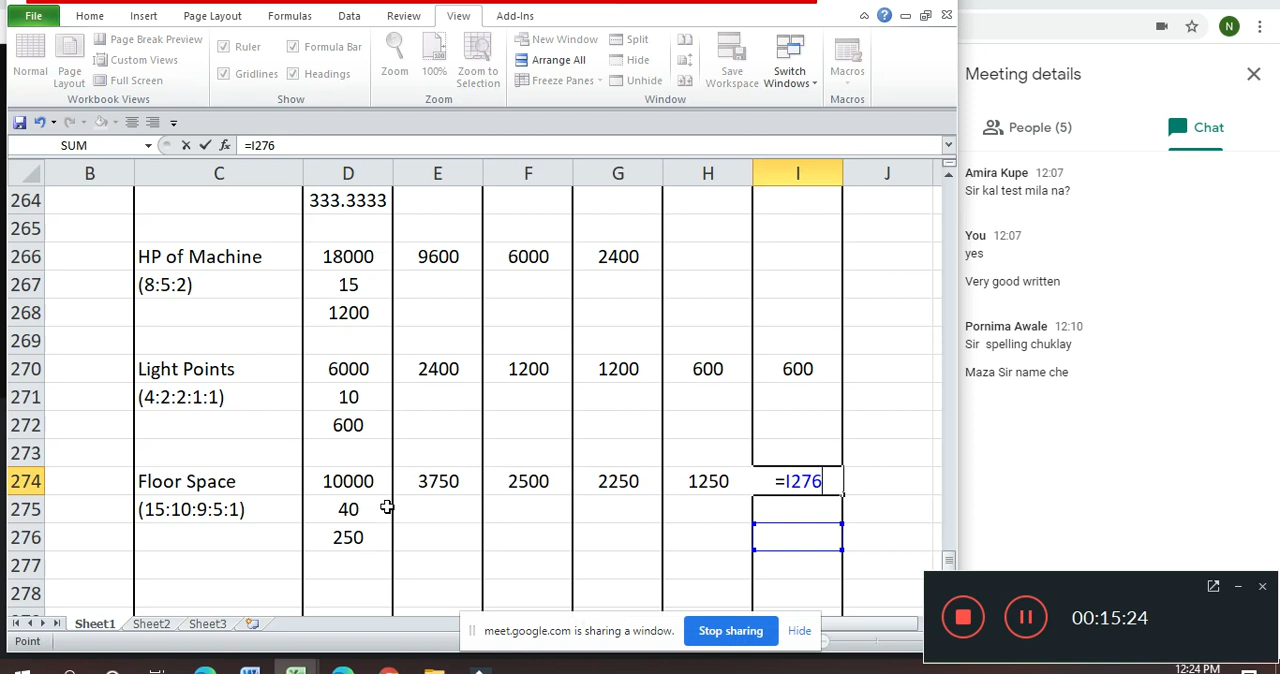 File Home Insert Page Layout Formulas Data Review View Add-Ins
Normal
Page Layout
Page Break Preview
Custom Views
Full Screen
Workbook Views
Ruler
Formula Bar
Gridlines
Headings
Show
Zoom
100%
Zoom to Selection
Zoom
New Window
Arrange All
Freeze Panes
Split
Hide
Unhide
Save Workspace
Switch Windows
Window
Macros
Macros
SUM =I276
B C D E F G H I J
264 333.3333
265
266 HP of Machine 18000 9600 6000 2400
267 (8:5:2) 15
268 1200
269
270 Light Points 6000 2400 1200 1200 600 600
271 (4:2:2:1:1) 10
272 600
273
274 Floor Space 10000 3750 2500 2250 1250 =I276
275 (15:10:9:5:1) 40
276 250
277
278
Sheet1 Sheet2 Sheet3
Point
meet.google.com is sharing a window. Stop sharing Hide
N
Meeting details
People (5) Chat
Amira Kupe 12:07
Sir kal test mila na?
You 12:07
yes
Very good written
Pornima Awale 12:10
Sir spelling chuklay
Maza Sir name che
00:15:24
12:24 PM